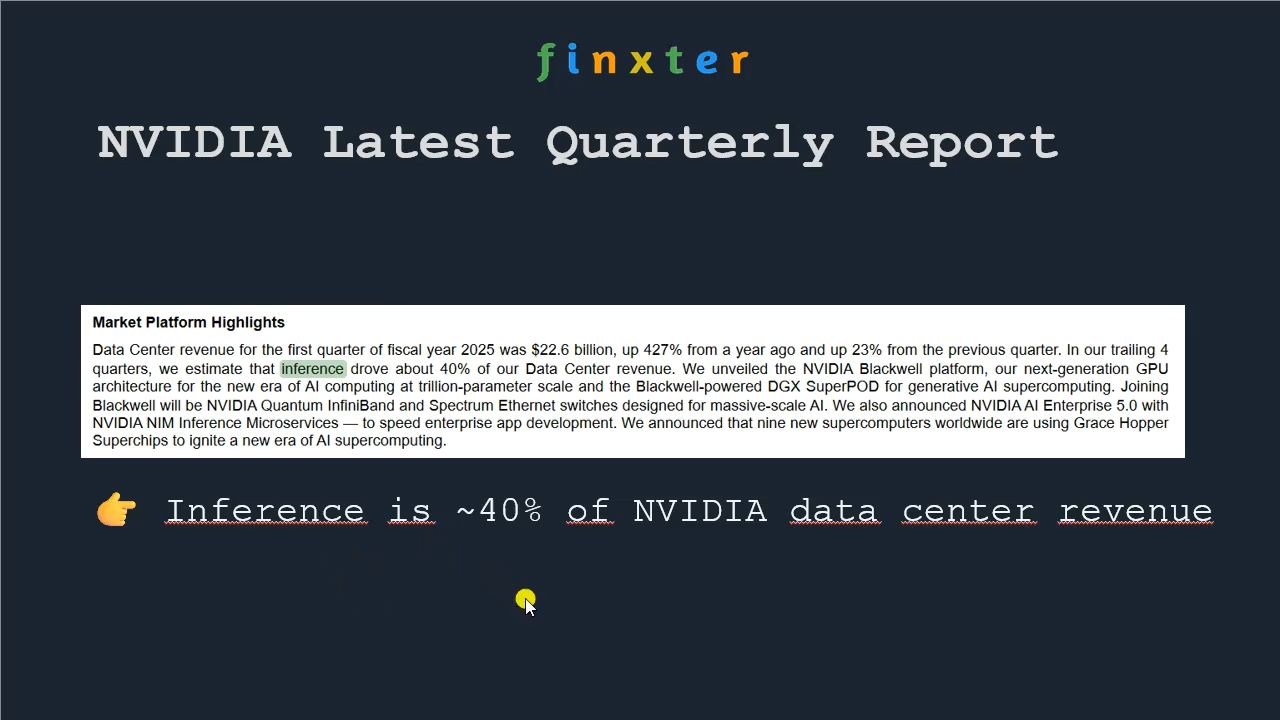 finxter
NVIDIA Latest Quarterly Report
Market Platform Highlights
Data Center revenue for the first quarter of fiscal year 2025 was $22.6 billion, up 427% from a year ago and up 23% from the previous quarter. In our trailing 4
quarters, we estimate that inference drove about 40% of our Data Center revenue. We unveiled the NVIDIA Blackwell platform, our next-generation GPU
architecture for the new era of AI computing at trillion-parameter scale and the Blackwell-powered DGX SuperPOD for generative AI supercomputing. Joining
Blackwell will be NVIDIA Quantum InfiniBand and Spectrum Ethernet switches designed for massive-scale AI. We also announced NVIDIA AI Enterprise 5.0 with
NVIDIA NIM Inference Microservices — to speed enterprise app development. We announced that nine new supercomputers worldwide are using Grace Hopper
Superchips to ignite a new era of AI supercomputing.
👉 Inference is ~40% of NVIDIA data center revenue